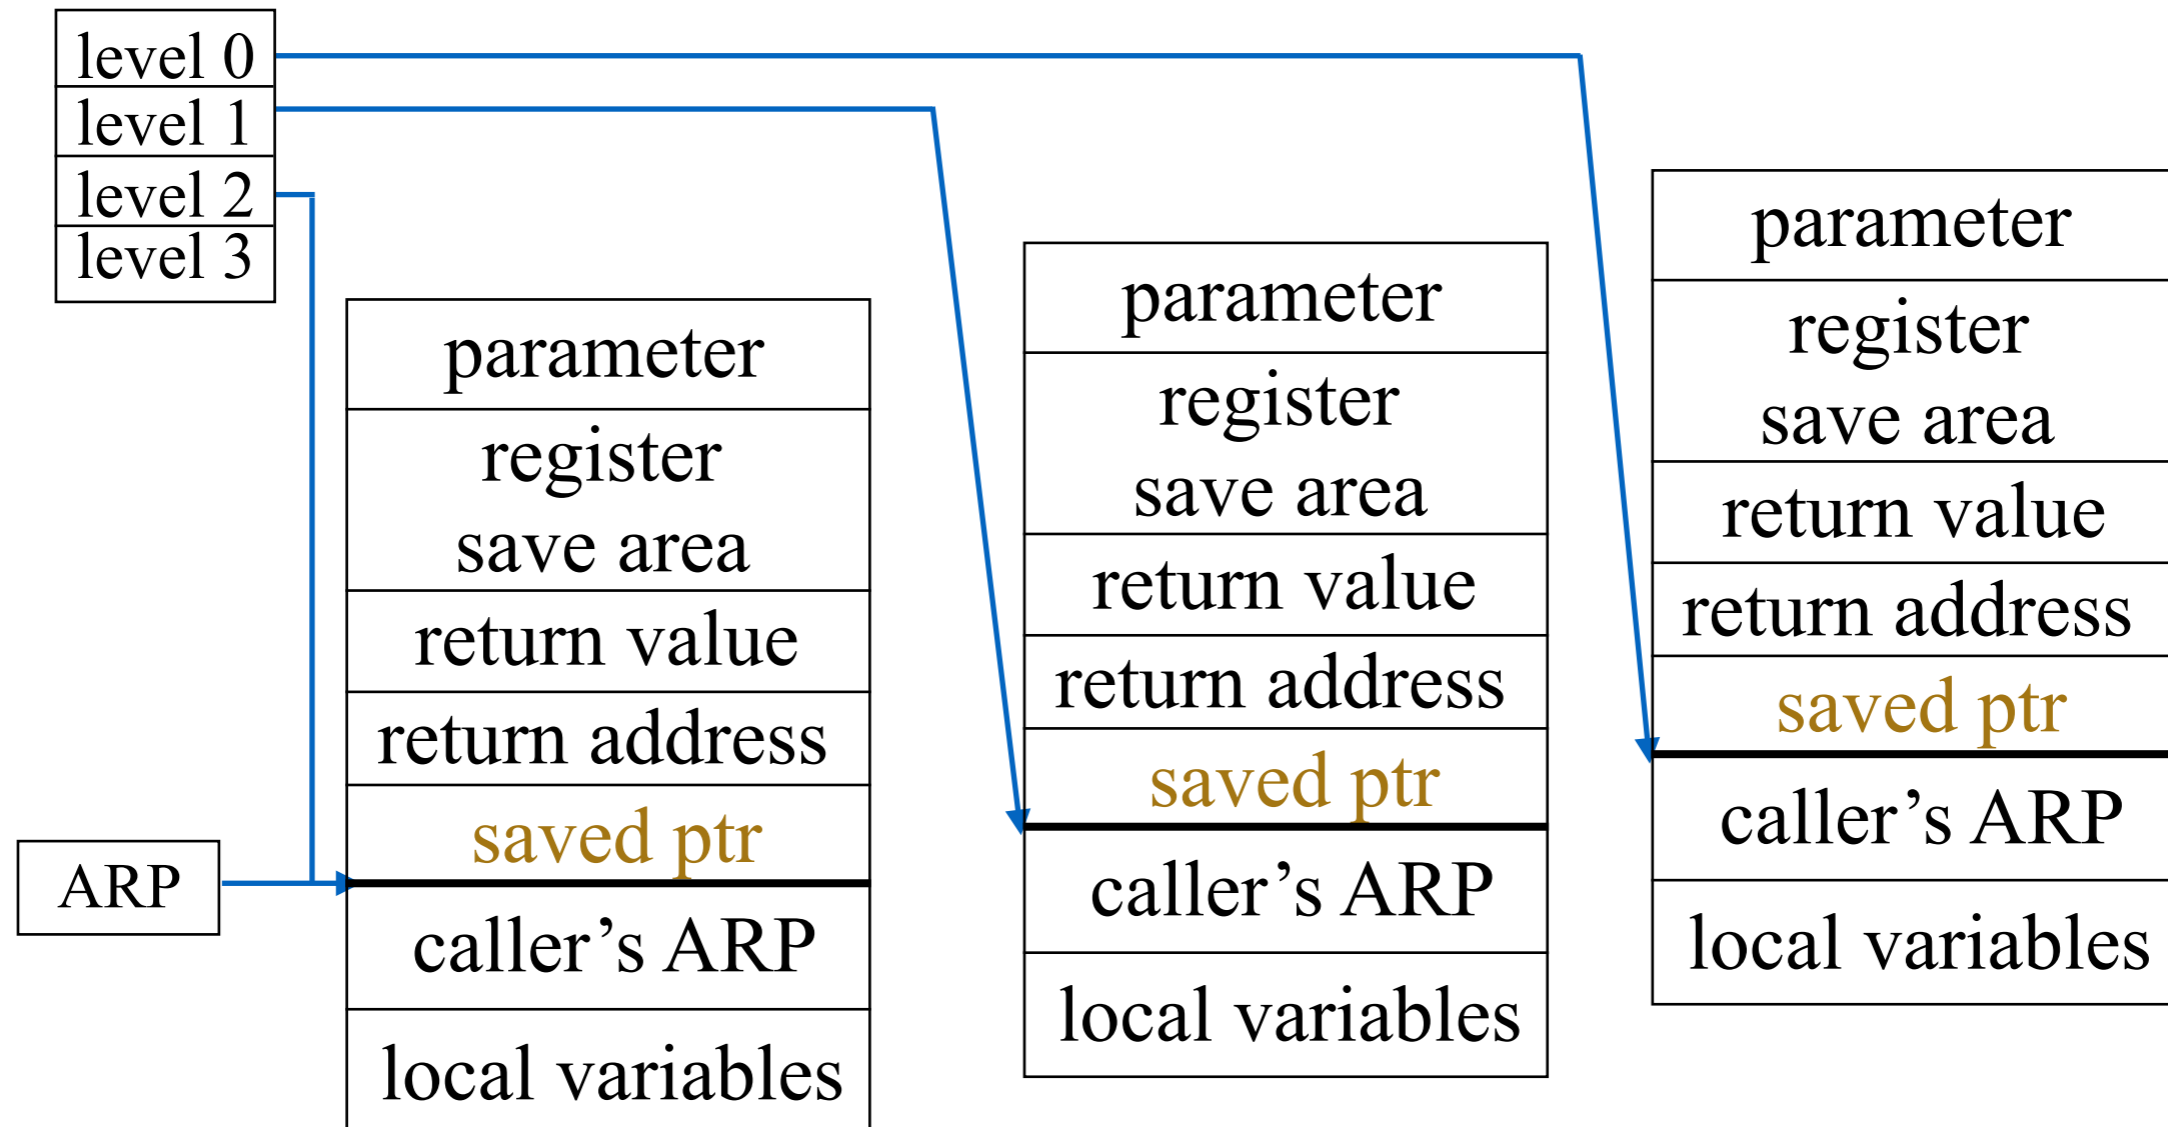 level 0
level 1
level 2
level 3
ARP
parameter
register
save area
return value
return address
saved ptr
caller’s ARP
local variables
parameter
register
save area
return value
return address
saved ptr
caller’s ARP
local variables
parameter
register
save area
return value
return address
saved ptr
caller’s ARP
local variables